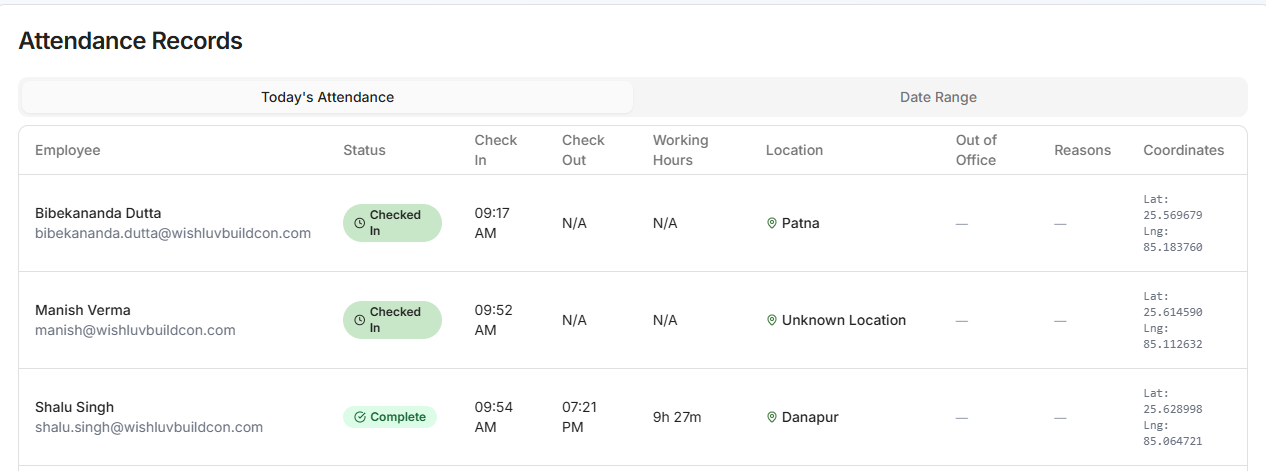 Attendance Records
Today's Attendance Date Range
Employee Status Check In Check Out Working Hours Location Out of Office Reasons Coordinates
Bibekananda Dutta
bibekananda.dutta@wishluvbuildcon.com
Checked In
09:17 AM
N/A
N/A
Patna
—
—
Lat:
25.569679
Lng:
85.183760
Manish Verma
manish@wishluvbuildcon.com
Checked In
09:52 AM
N/A
N/A
Unknown Location
—
—
Lat:
25.614590
Lng:
85.112632
Shalu Singh
shalu.singh@wishluvbuildcon.com
Complete
09:54 AM
07:21 PM
9h 27m
Danapur
—
—
Lat:
25.628998
Lng:
85.064721